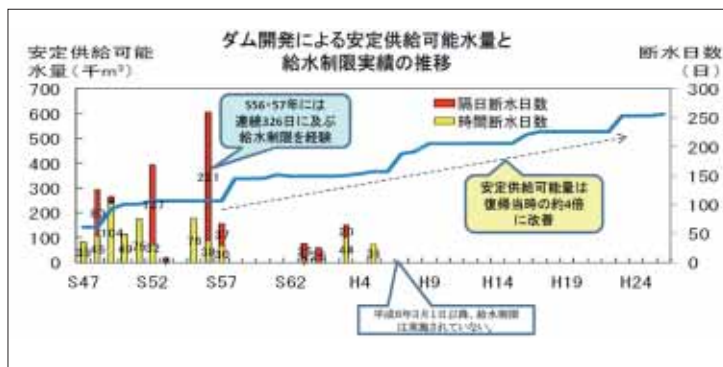 ダム開発による安定供給可能水量と
給水制限実績の推移
安定供給可能
水量(千m³)
断水日数
(日)
700
600
500
400
300
200
100
0
300
250
200
150
100
50
0
S56・57年には
連続326日に及ぶ
給水制限を経験
隔日断水日数
時間断水日数
安定供給可能量は
復帰当時の約4倍
に改善
S47
S52
S57
S62
H4
H9
H14
H19
H24
平成6年3月1日以降、給水制限
は実施されていない。